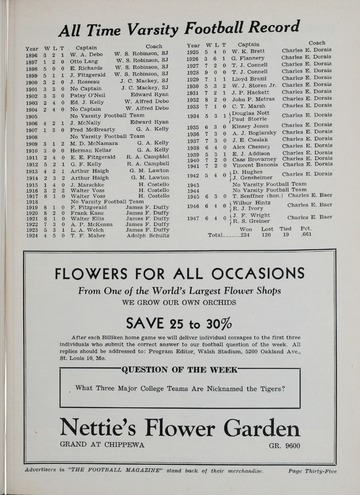 All Time Varsity Football Record
Year W L T Captain Coach
1896 3 2 1 W. A. Debo W. S. Robinson, SJ
1897 1 2 0 Otto Lang W. S. Robinson, SJ
1898 5 0 0 E. Richards W. S. Robinson, SJ
1899 5 1 1 J. Fitzgerald W. S. Robinson, SJ
1900 3 2 0 J. Rosseau J. C. Mackey, SJ
1901 3 3 0 No Captain J. C. Mackey, SJ
1902 3 3 0 Patsy O'Neil Edward Ryan
1903 2 4 0 Ed. J. Kelly W. Alfred Debo
1904 2 4 0 No Captain W. Alfred Debo
1905 No Varsity Football Team
1906 4 2 1 J. McNally Edward Ryan
1907 1 3 0 Fred McGrearty G. A. Kelly
1908 No Varsity Football Team
1909 3 1 2 M. D. McNamara G. A. Kelly
1910 3 0 0 Herman Gralike G. A. Kelly
1911 2 4 0 E. E. Fitzgerald R. A. Campbel
1912 5 2 1 G. F. Kelly R. A. Campbel
1913 4 2 1 Arthur Haigh G. M. Lawton
1914 2 3 2 Arthur Haigh G. M. Lawton
1915 1 4 0 J. Marschke H. Costello
1916 3 2 2 Walter Voss H. Costello
1917 8 1 0 Walter Voss H. Costello
1918 No Varsity Football Team
1919 8 1 0 F. Fitzpatrick James F. Duffy
1920 8 2 0 Frank Kane James F. Duffy
1921 8 1 0 Walter Ellis James F. Duffy
1922 7 3 0 A. P. McKenna James F. Duffy
1923 5 3 1 L. A. Welch James F. Duffy
1924 4 5 0 T. F. Maher Adolph Schultz
Year W L T Captain Coach
1925 5 4 0 W. K. Brett Charles E. Dorais
1926 3 6 1 G. Flannery Charles E. Dorais
1927 7 2 0 T. J. Connell Charles E. Dorais
1928 9 0 0 T. J. Connell Charles E. Dorais
1929 7 1 1 Lloyd Brazil Charles E. Dorais
1930 5 3 2 W. J. Storen Jr. Charles E. Dorais
1931 7 2 1 J. P. Hackett Charles E. Dorais
1932 8 2 0 John P. Metras Charles E. Dorais
1933 7 1 0 C. T. Marsh Charles E. Dorais
1934 5 3 1 Douglas Nott Charles E. Dorais
Paul Storrie
1935 6 3 0 Kinsey Jones Charles E. Dorais
1936 7 3 0 A. J. Boglarsky Charles E. Dorais
1937 7 3 0 J. E. Cieslak Charles E. Dorais
1938 6 4 0 Alex Chesney Charles E. Dorais
1939 5 3 1 E. J. Addison Charles E. Dorais
1940 7 2 0 Case Brovarney Charles E. Dorais
1941 7 2 0 Vincent Banonis Charles E. Dorais
1942 5 4 0 D. Hughes Charles E. Dorais
J. Geishelmer
1943 No Varsity Football Team
1944 No Varsity Football Team
1945 6 3 0 T. Senffner (hon.) Charles E. Baer
1946 6 4 0 Wilbur Hintz Charles E. Baer
R. J. Ivory
1947 6 4 0 J. F. Wright Charles E. Baer
R. S. Greiner
Won Lost Tied Pct.
Total 234 126 19 .661
FLOWERS FOR ALL OCCASIONS
From One of the World's Largest Flower Shops
WE GROW OUR OWN ORCHIDS
SAVE 25 to 30%
After each Billiken home game we will deliver individual corsages to the first three
individuals who submit the correct answer to our football question of the week. All
replies should be addressed to: Program Editor, Walsh Stadium, 5200 Oakland Ave.,
St. Louis 10, Mo.
QUESTION OF THE WEEK
What Three Major College Teams Are Nicknamed the Tigers?
Nettie's Flower Garden
GRAND AT CHIPPEWA GR. 9600
Advertisers in "THE FOOTBALL MAGAZINE" stand back of their merchandise. Page Thirty-Five